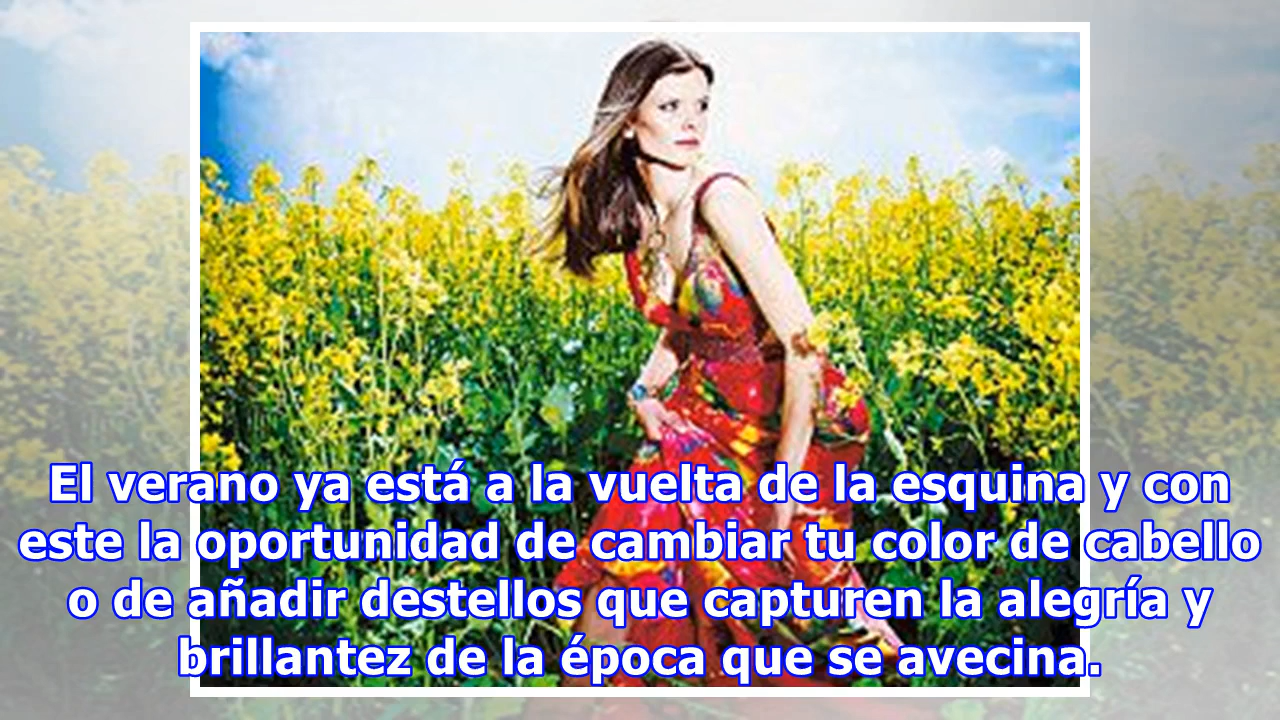 El verano ya está a la vuelta de la esquina y con
este la oportunidad de cambiar tu color de cabello
o de añadir destellos que capturen la alegría y
brillantez de la época que se avecina.